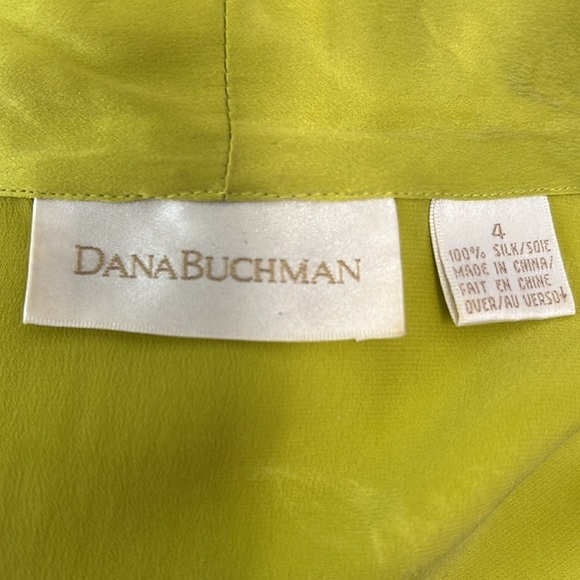 DANA BUCHMAN
4
100% SILK/SOIE
MADE IN CHINA/
FAIT EN CHINE
OVER/AU VERSO↓